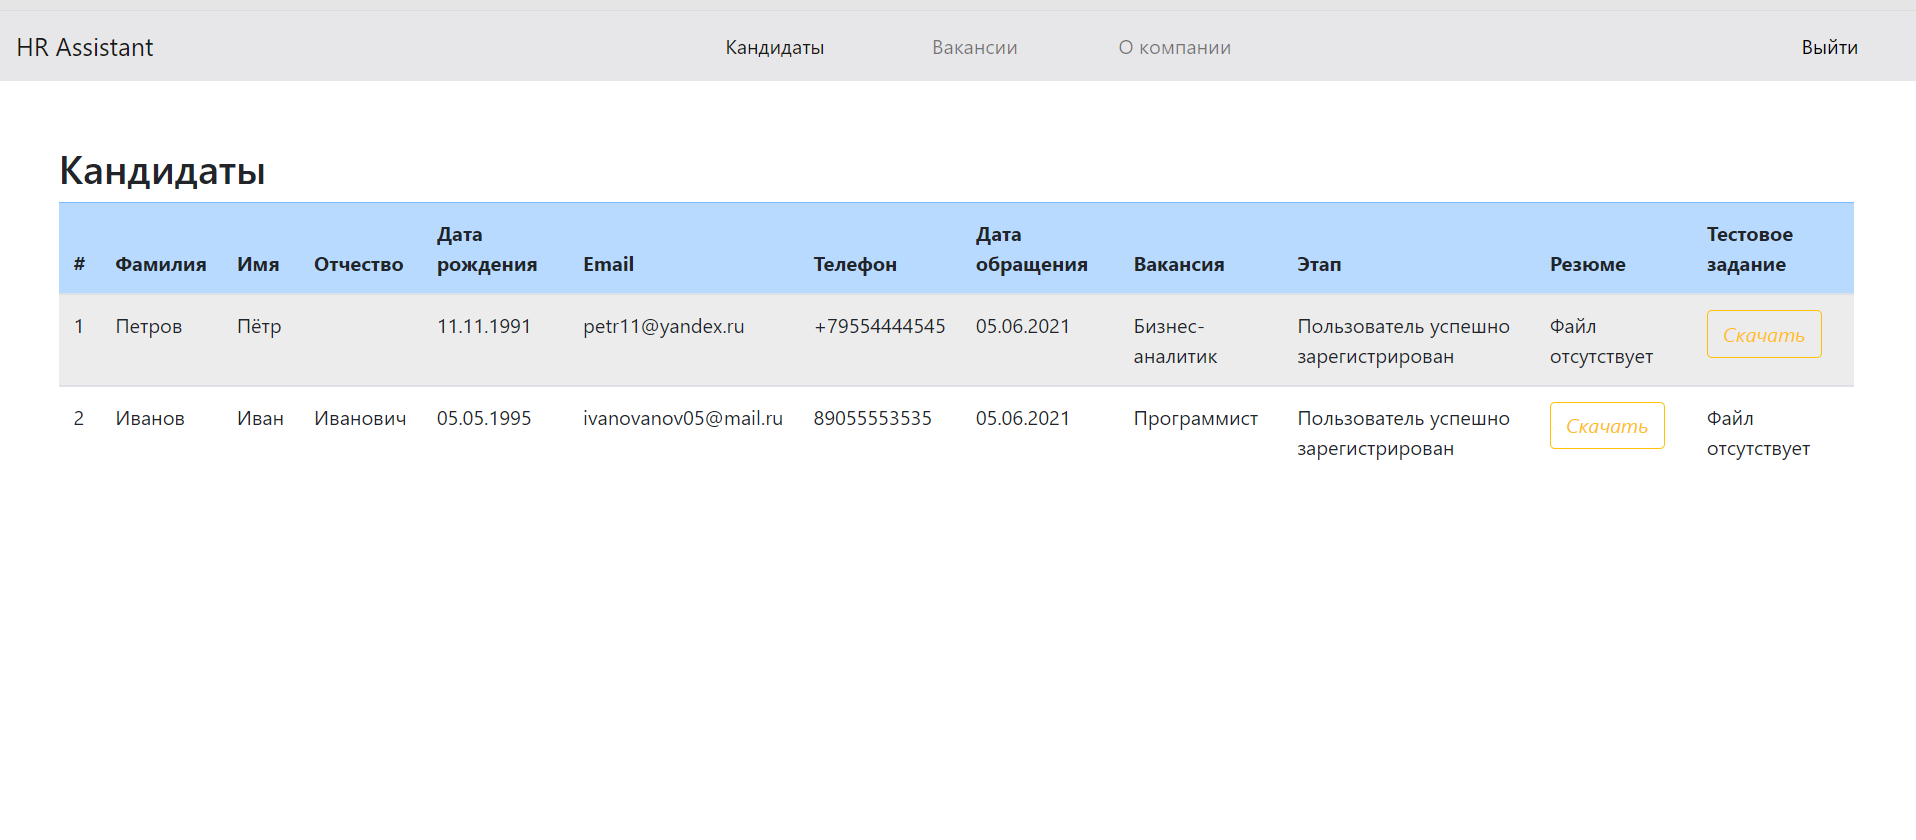 HR Assistant Кандидаты Вакансии О компании Выйти
Кандидаты
# Фамилия Имя Отчество Дата рождения Email Телефон Дата обращения Вакансия Этап Резюме Тестовое задание
1 Петров Пётр 11.11.1991 petr11@yandex.ru +79554444545 05.06.2021 Бизнес-аналитик Пользователь успешно зарегистрирован Файл отсутствует Скачать
2 Иванов Иван Иванович 05.05.1995 ivanovanov05@mail.ru 89055553535 05.06.2021 Программист Пользователь успешно зарегистрирован Скачать Файл отсутствует